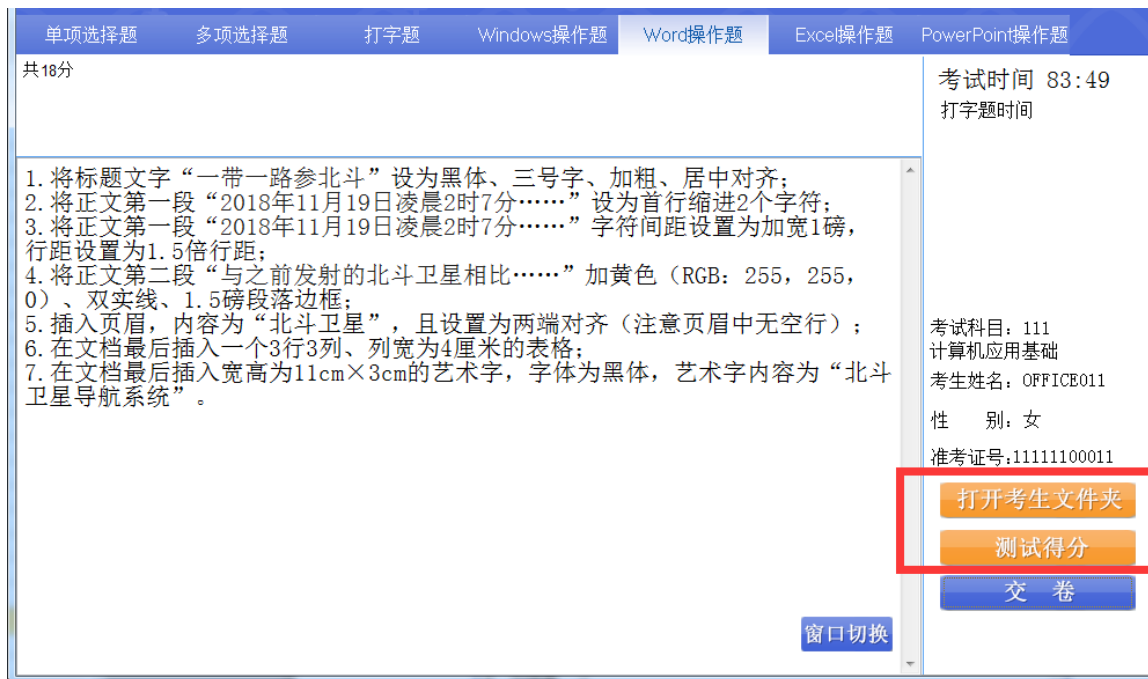 单项选择题 多项选择题 打字题 Windows操作题 Word操作题 Excel操作题 PowerPoint操作题
共18分
考试时间 83:49
打字题时间
1.将标题文字“一带一路参北斗”设为黑体、三号字、加粗、居中对齐;
2.将正文第一段“2018年11月19日凌晨2时7分……”设为首行缩进2个字符;
3.将正文第一段“2018年11月19日凌晨2时7分……”字符间距设置为加宽1磅,
行距设置为1.5倍行距;
4.将正文第二段“与之前发射的北斗卫星相比……”加黄色（RGB: 255, 255,
0）、双实线、1.5磅段落边框;
5.插入页眉，内容为“北斗卫星”，且设置为两端对齐（注意页眉中无空行）;
6.在文档最后插入一个3行3列、列宽为4厘米的表格;
7.在文档最后插入宽高为11cm×3cm的艺术字，字体为黑体，艺术字内容为“北斗
卫星导航系统”。
窗口切换
考试科目: 111
计算机应用基础
考生姓名: OFFICE011
性 别: 女
准考证号:11111100011
打开考生文件夹
测试得分
交 卷